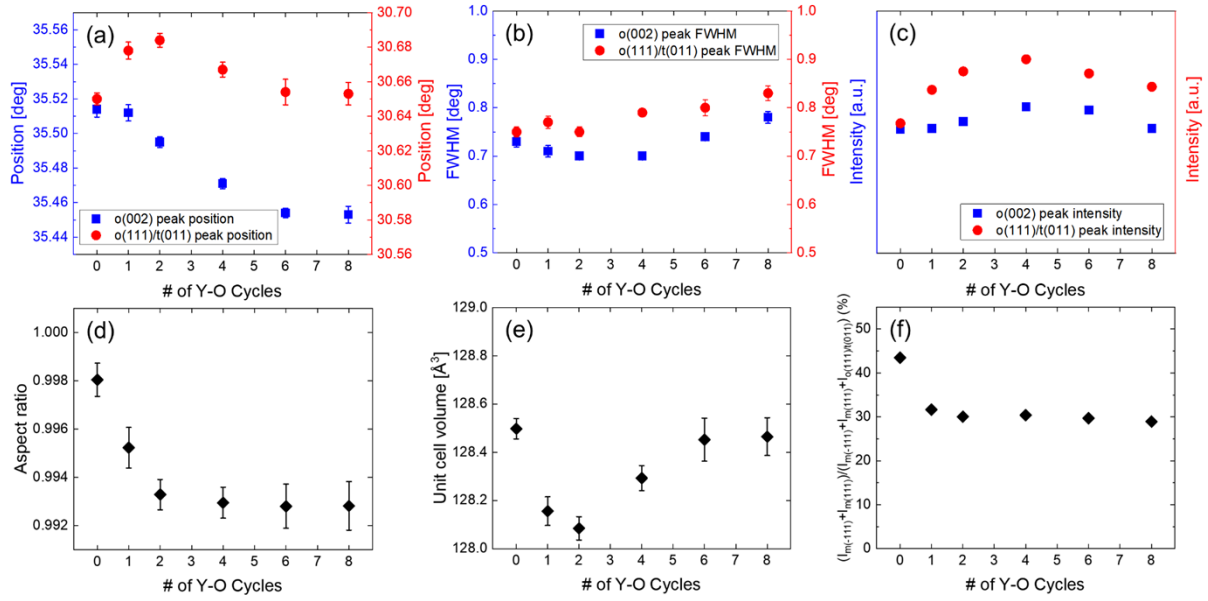 (a)
35.56
35.54
35.52
35.50
35.48
35.46
35.44
Position [deg]
30.70
30.68
30.66
30.64
30.62
30.60
30.58
30.56
Position [deg]
o(002) peak position
o(111)/t(011) peak position
0 1 2 3 4 5 6 7 8
# of Y-O Cycles
(b)
1.0
0.9
0.8
0.7
0.6
0.5
FWHM [deg]
1.0
0.9
0.8
0.7
0.6
0.5
FWHM [deg]
o(002) peak FWHM
o(111)/t(011) peak FWHM
0 1 2 3 4 5 6 7 8
# of Y-O Cycles
(c)
Intensity [a.u.]
Intensity [a.u.]
o(002) peak intensity
o(111)/t(011) peak intensity
0 1 2 3 4 5 6 7 8
# of Y-O Cycles
(d)
1.000
0.998
0.996
0.994
0.992
Aspect ratio
0 1 2 3 4 5 6 7 8
# of Y-O Cycles
(e)
129.0
128.8
128.6
128.4
128.2
128.0
Unit cell volume [Å³]
0 1 2 3 4 5 6 7 8
# of Y-O Cycles
(f)
50
40
30
20
10
0
(Im(-111)+Im(111))/(Im(-111)+Im(111)+Io(111)/t(011)) (%)
0 1 2 3 4 5 6 7 8
# of Y-O Cycles